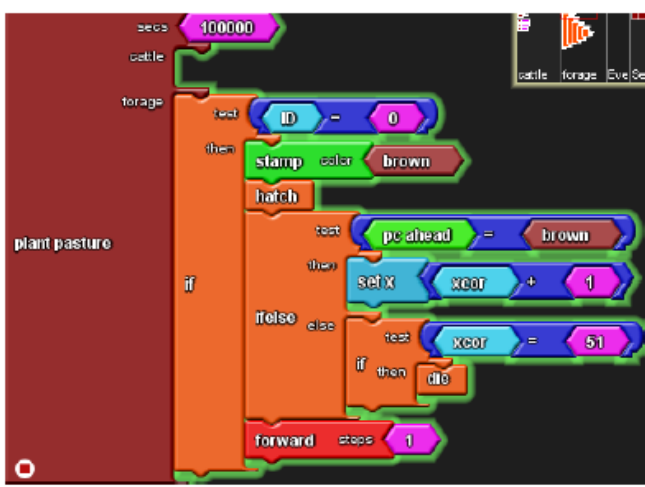 secs 100000
cattle
cattle forage Eve Se
forage
test ID = 0
then stamp color brown
hatch
test pc ahead = brown
plant pasture
then set x xcor + 1
if
ifelse else test xcor = 51
if then die
forward steps 1